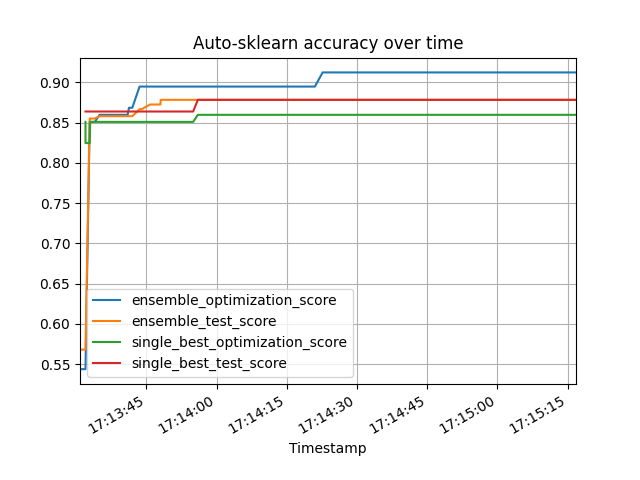 Auto-sklearn accuracy over time
0.90
0.85
0.80
0.75
0.70
0.65
0.60
0.55
ensemble_optimization_score
ensemble_test_score
single_best_optimization_score
single_best_test_score
17:13:45
17:14:00
17:14:15
17:14:30
17:14:45
17:15:00
17:15:15
Timestamp